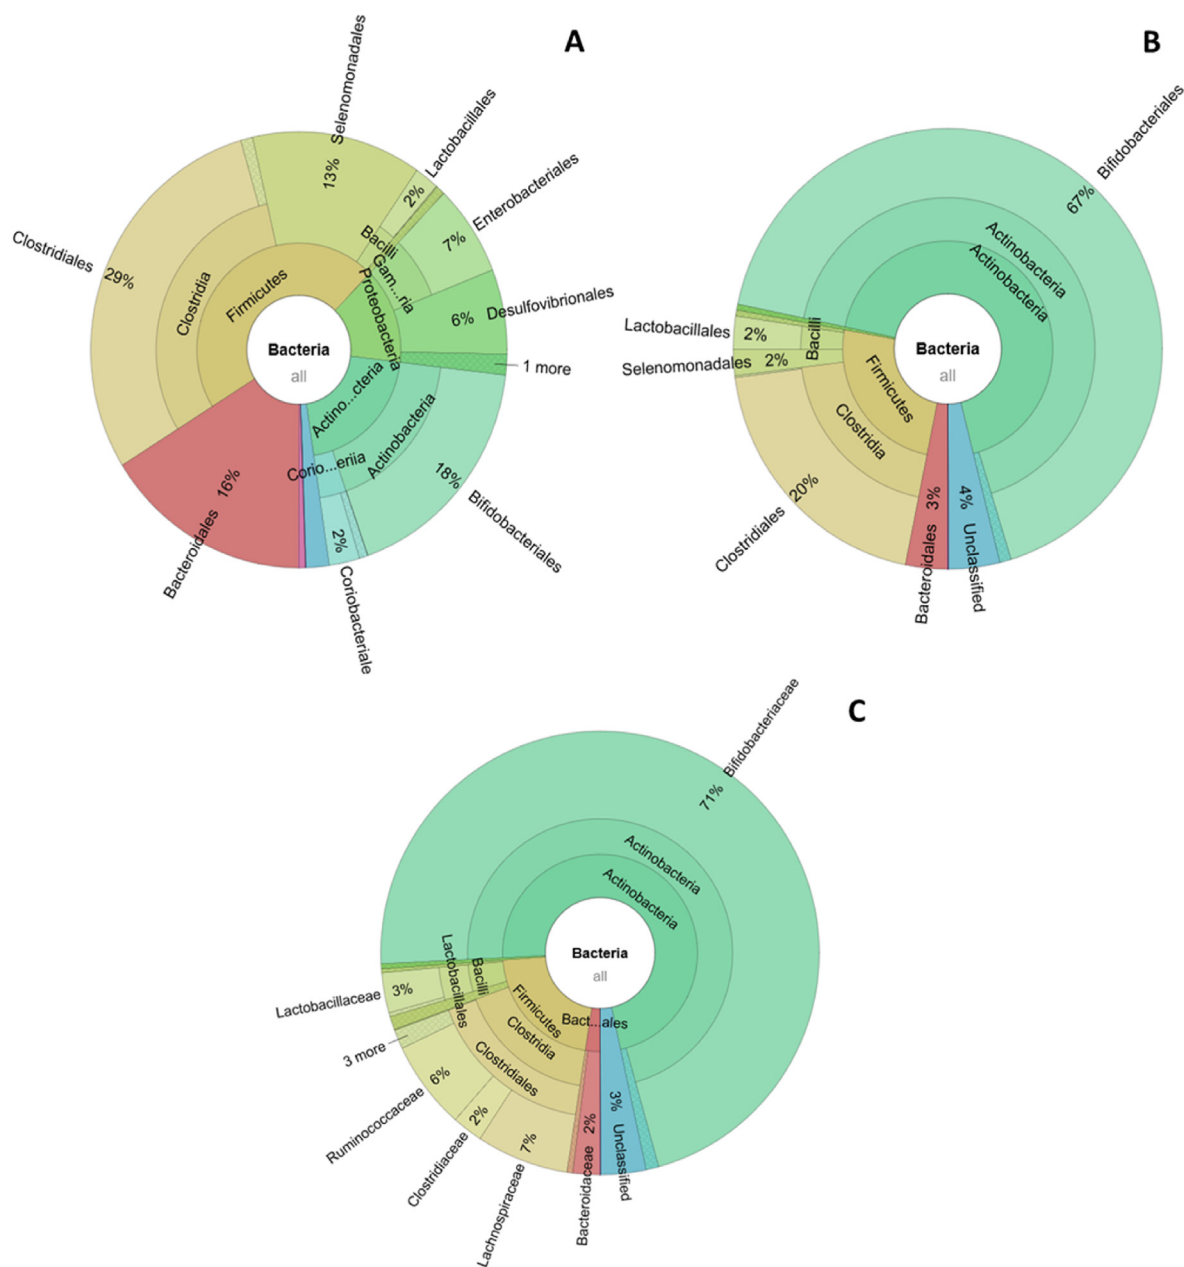 A
Selenomonadales
13%
Lactobacillales
2%
Enterobacteriales
7%
Desulfovibrionales
6%
1 more
Clostridiales
29%
Clostridia
Firmicutes
Bacilli
Gam...ria
Proteobacteria
Bacteria
all
Actino...cteria
Actinobacteria
Corio...eriia
18%
Bifidobacteriales
2%
Coriobacteriale
16%
Bacteroidales
B
Bifidobacteriales
67%
Actinobacteria
Actinobacteria
Bacteria
all
Lactobacillales
2%
Bacilli
Selenomonadales
2%
Firmicutes
Clostridia
Clostridiales
20%
Bacteroidales
3%
4%
Unclassified
C
Bifidobacteriaceae
71%
Actinobacteria
Actinobacteria
Bacteria
all
Lactobacillales
Bacilli
Lactobacillaceae
3%
Firmicutes
Bact...ales
Clostridia
3 more
Clostridiales
Ruminococcaceae
6%
Clostridiaceae
2%
Lachnospiraceae
7%
Bacteroidaceae
2%
3%
Unclassified